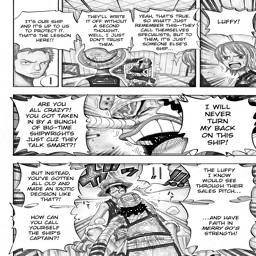 IT'S OUR SHIP
AND IT'S UP TO US
TO PROTECT IT.
THAT'S THE LESSON
HERE!!
THEY'LL WRITE
IT OFF WITHOUT
A SECOND
THOUGHT.
WELL, I JUST
DON'T TRUST
THEM.
YEAH, THAT'S TRUE.
SO WHAT? JUST
REMEMBER THIS--THEY
CALL THEMSELVES
SPECIALISTS, BUT TO
THEM, IT'S JUST
SOMEONE ELSE'S
SHIP...
LUFFY!
ARE YOU
ALL CRAZY?!
YOU GOT TAKEN
IN BY A BUNCH
OF BIG-TIME
SHIPWRIGHTS
JUST CUZ THEY
TALK SMART?!
I WILL
NEVER
TURN
MY BACK
ON THIS
SHIP!
BUT INSTEAD,
YOU'VE GOTTEN
ALL OLD AND
MADE AN IDIOTIC
DECISION LIKE
THAT?!
HOW CAN
YOU CALL
YOURSELF
THE SHIP'S
CAPTAIN?!
THE LUFFY
I KNOW
WOULD SEE
THROUGH THEIR
SALES PITCH...
...AND HAVE
FAITH IN
MERRY GO'S
STRENGTH!